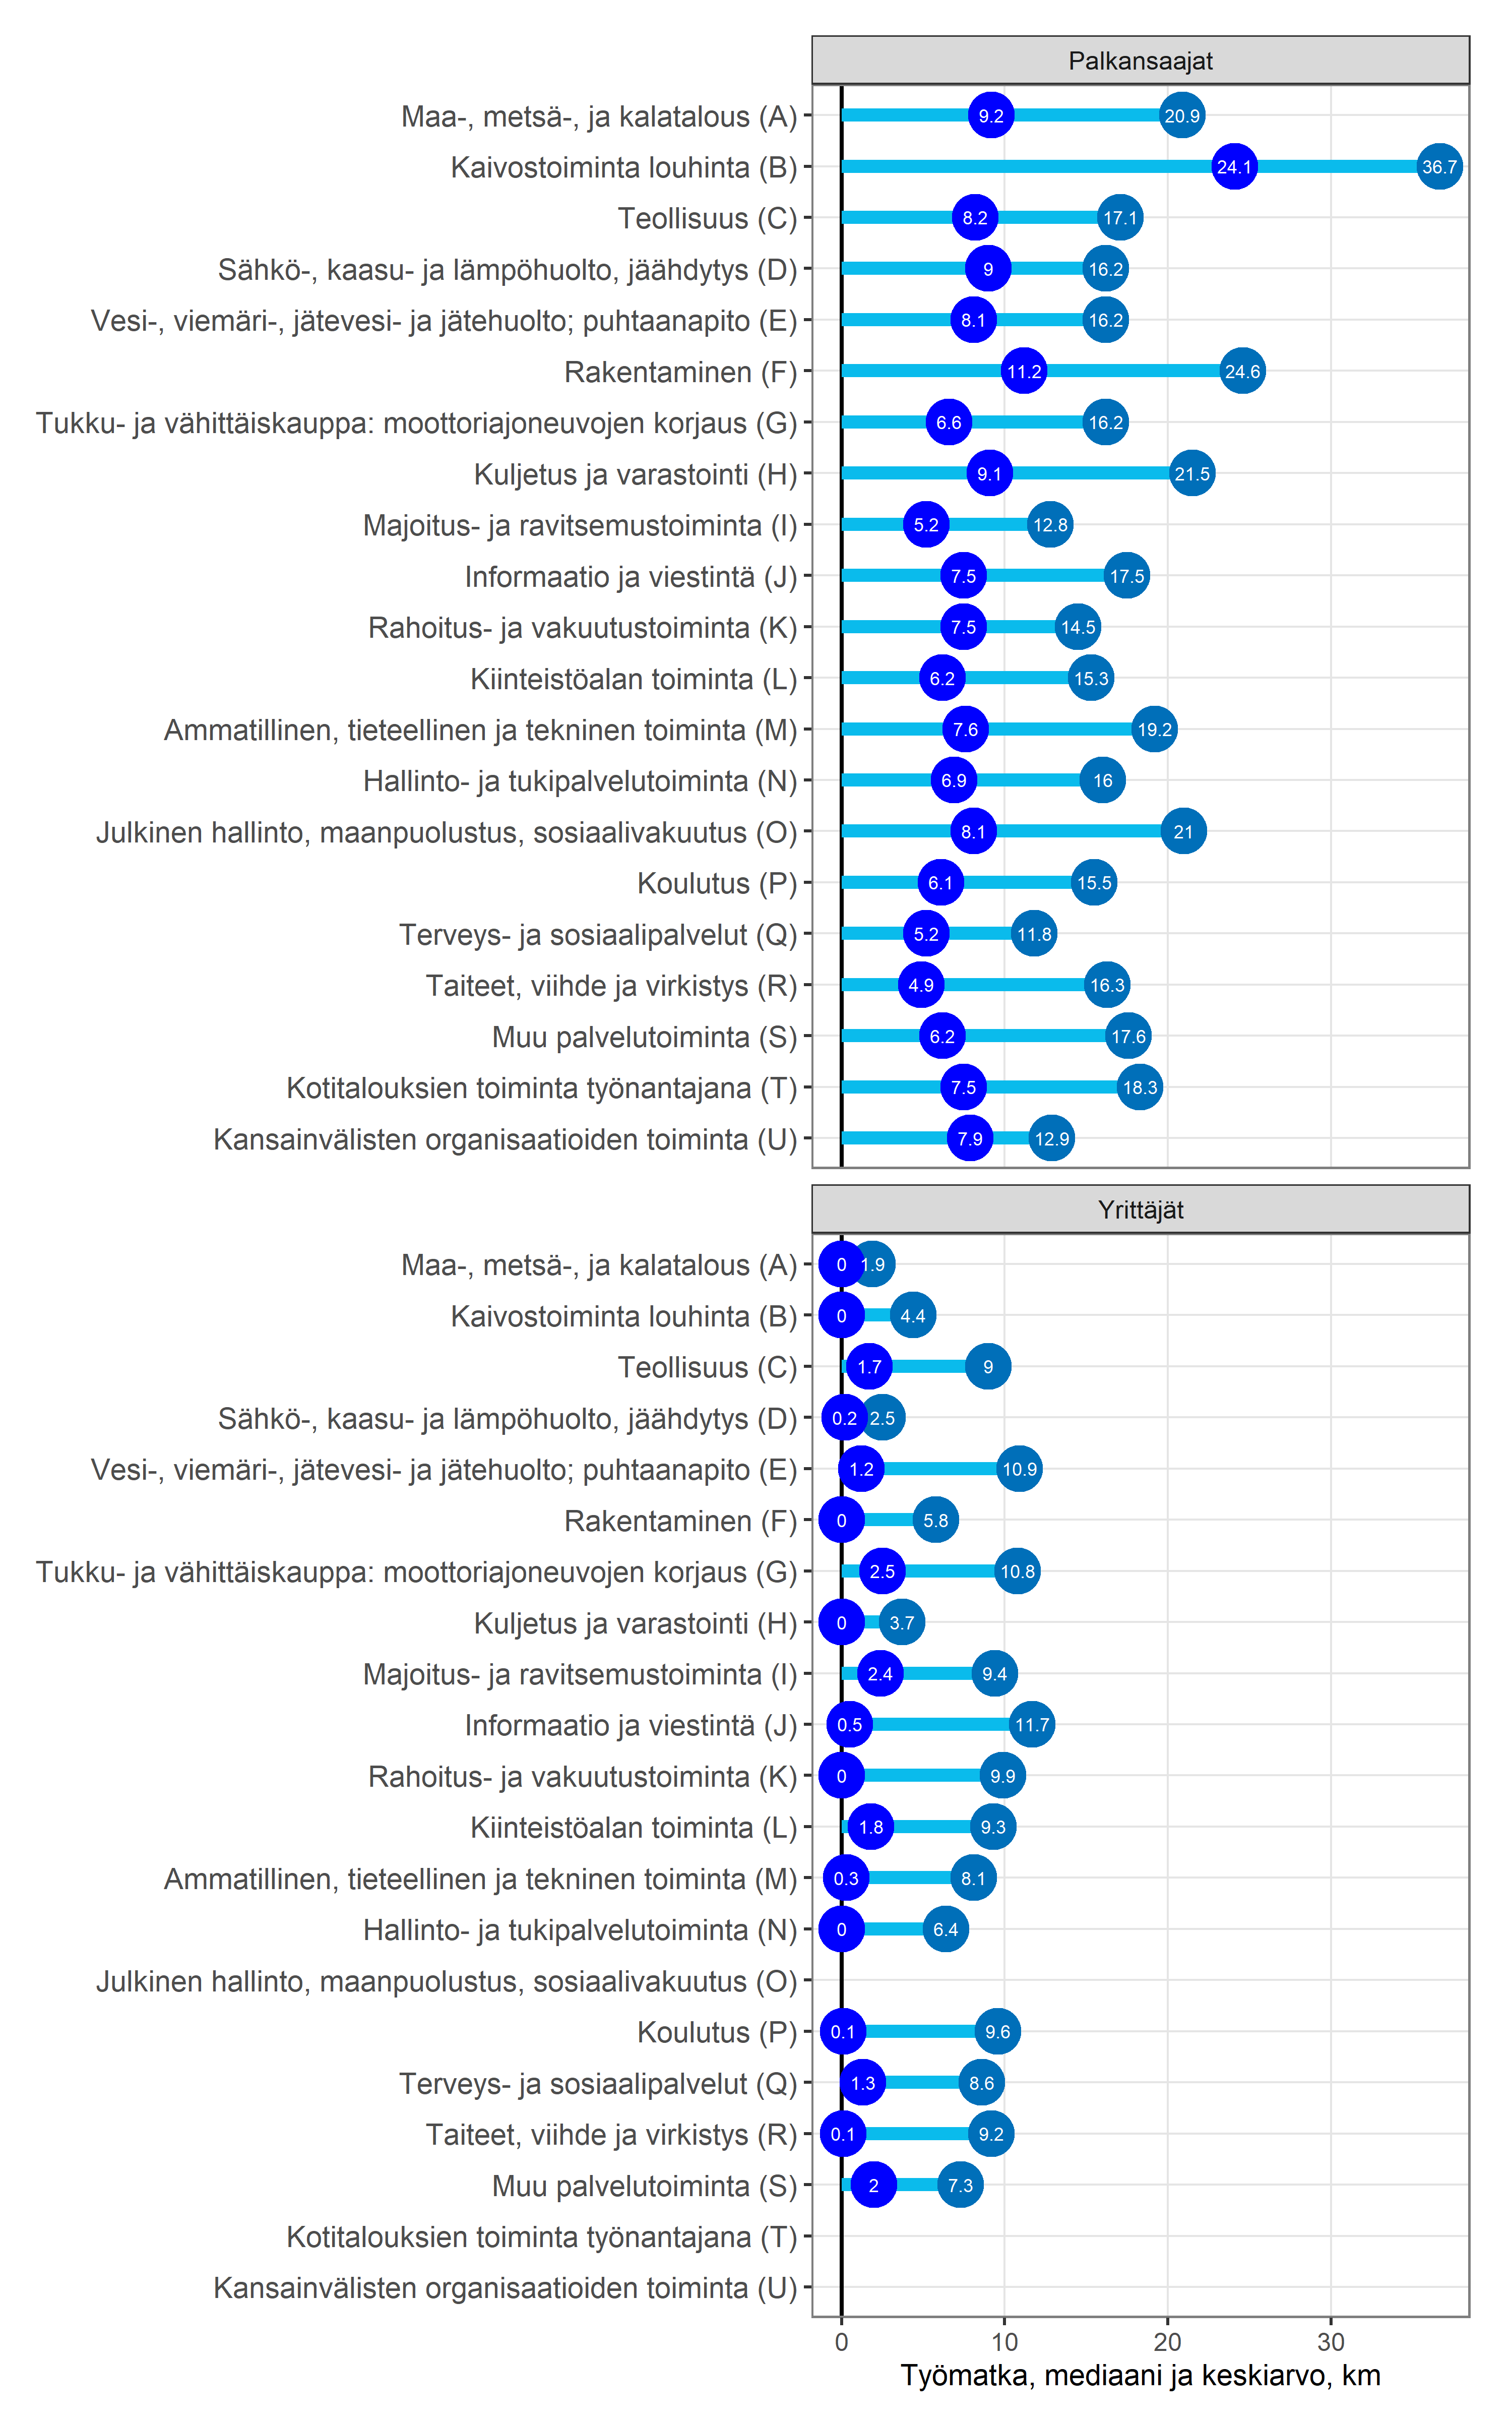 Palkansaajat
Maa-, metsä-, ja kalatalous (A) 9.2 20.9
Kaivostoiminta louhinta (B) 24.1 36.7
Teollisuus (C) 8.2 17.1
Sähkö-, kaasu- ja lämpöhuolto, jäähdytys (D) 9 16.2
Vesi-, viemäri-, jätevesi- ja jätehuolto; puhtaanapito (E) 8.1 16.2
Rakentaminen (F) 11.2 24.6
Tukku- ja vähittäiskauppa: moottoriajoneuvojen korjaus (G) 6.6 16.2
Kuljetus ja varastointi (H) 9.1 21.5
Majoitus- ja ravitsemustoiminta (I) 5.2 12.8
Informaatio ja viestintä (J) 7.5 17.5
Rahoitus- ja vakuutustoiminta (K) 7.5 14.5
Kiinteistöalan toiminta (L) 6.2 15.3
Ammatillinen, tieteellinen ja tekninen toiminta (M) 7.6 19.2
Hallinto- ja tukipalvelutoiminta (N) 6.9 16
Julkinen hallinto, maanpuolustus, sosiaalivakuutus (O) 8.1 21
Koulutus (P) 6.1 15.5
Terveys- ja sosiaalipalvelut (Q) 5.2 11.8
Taiteet, viihde ja virkistys (R) 4.9 16.3
Muu palvelutoiminta (S) 6.2 17.6
Kotitalouksien toiminta työnantajana (T) 7.5 18.3
Kansainvälisten organisaatioiden toiminta (U) 7.9 12.9
Yrittäjät
Maa-, metsä-, ja kalatalous (A) 0 1.9
Kaivostoiminta louhinta (B) 0 4.4
Teollisuus (C) 1.7 9
Sähkö-, kaasu- ja lämpöhuolto, jäähdytys (D) 0.2 2.5
Vesi-, viemäri-, jätevesi- ja jätehuolto; puhtaanapito (E) 1.2 10.9
Rakentaminen (F) 0 5.8
Tukku- ja vähittäiskauppa: moottoriajoneuvojen korjaus (G) 2.5 10.8
Kuljetus ja varastointi (H) 0 3.7
Majoitus- ja ravitsemustoiminta (I) 2.4 9.4
Informaatio ja viestintä (J) 0.5 11.7
Rahoitus- ja vakuutustoiminta (K) 0 9.9
Kiinteistöalan toiminta (L) 1.8 9.3
Ammatillinen, tieteellinen ja tekninen toiminta (M) 0.3 8.1
Hallinto- ja tukipalvelutoiminta (N) 0 6.4
Julkinen hallinto, maanpuolustus, sosiaalivakuutus (O)
Koulutus (P) 0.1 9.6
Terveys- ja sosiaalipalvelut (Q) 1.3 8.6
Taiteet, viihde ja virkistys (R) 0.1 9.2
Muu palvelutoiminta (S) 2 7.3
Kotitalouksien toiminta työnantajana (T)
Kansainvälisten organisaatioiden toiminta (U)
0 10 20 30
Työmatka, mediaani ja keskiarvo, km